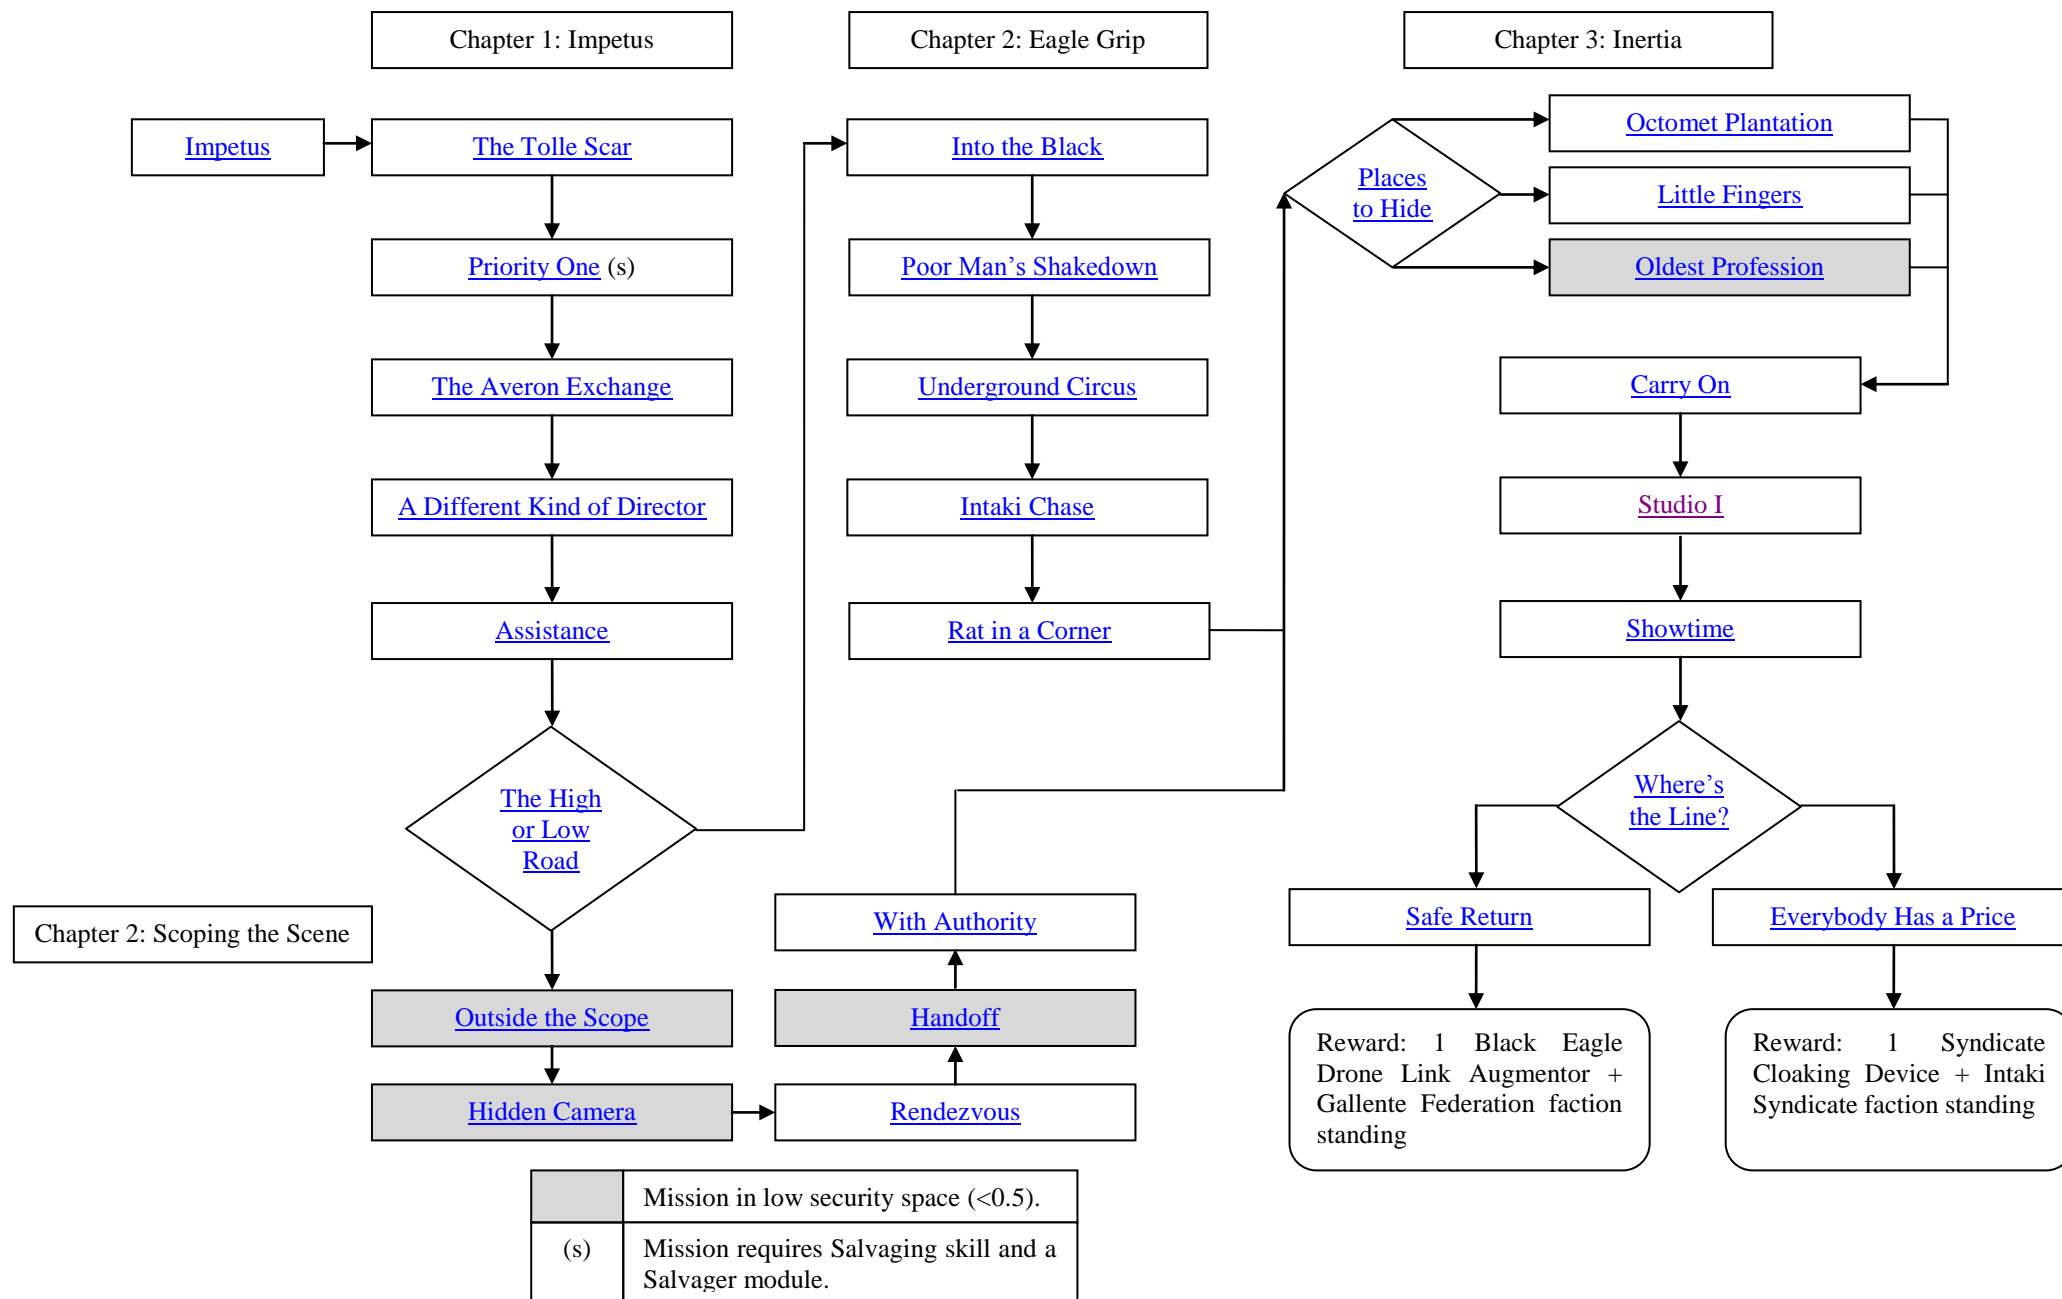 Chapter 1: Impetus
Chapter 2: Eagle Grip
Chapter 3: Inertia
Impetus
The Tolle Scar
Priority One (s)
The Averon Exchange
A Different Kind of Director
Assistance
The High
or Low
Road
Into the Black
Poor Man’s Shakedown
Underground Circus
Intaki Chase
Rat in a Corner
Chapter 2: Scoping the Scene
Outside the Scope
Hidden Camera
Rendezvous
Handoff
With Authority
Places
to Hide
Octomet Plantation
Little Fingers
Oldest Profession
Carry On
Studio I
Showtime
Where’s
the Line?
Safe Return
Everybody Has a Price
Reward: 1 Black Eagle
Drone Link Augmentor +
Gallente Federation faction
standing
Reward: 1 Syndicate
Cloaking Device + Intaki
Syndicate faction standing
Mission in low security space (<0.5).
(s)
Mission requires Salvaging skill and a
Salvager module.